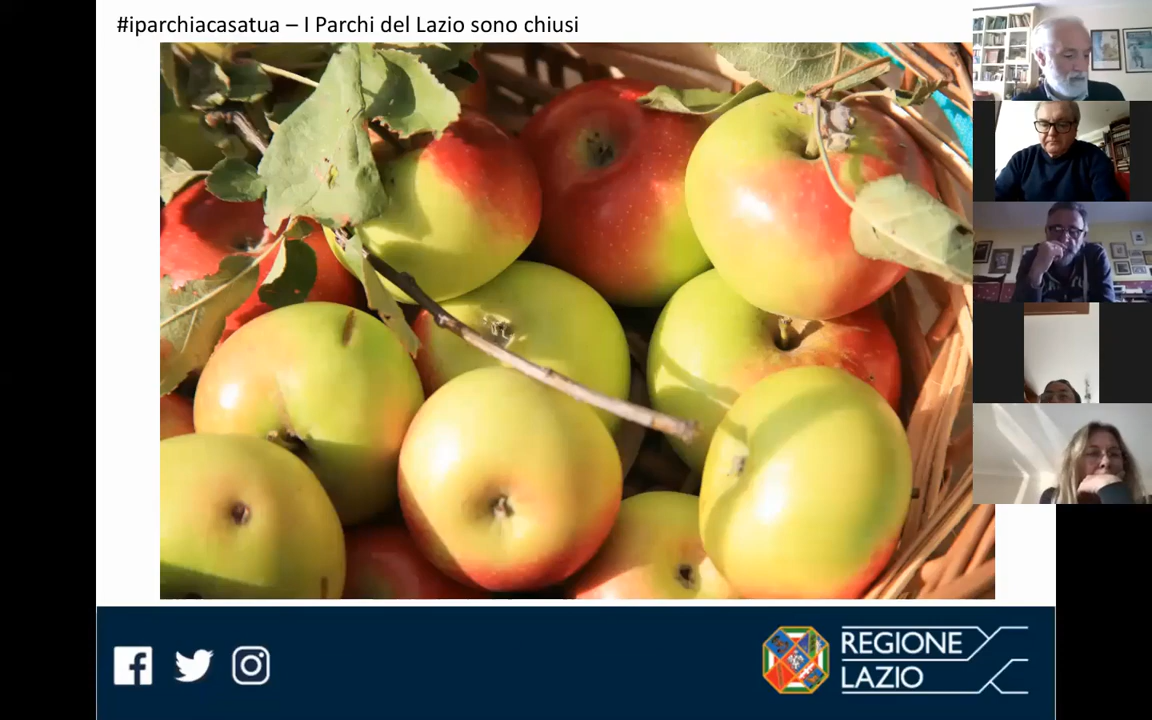 #iparchiacasatua – I Parchi del Lazio sono chiusi
REGIONE
LAZIO